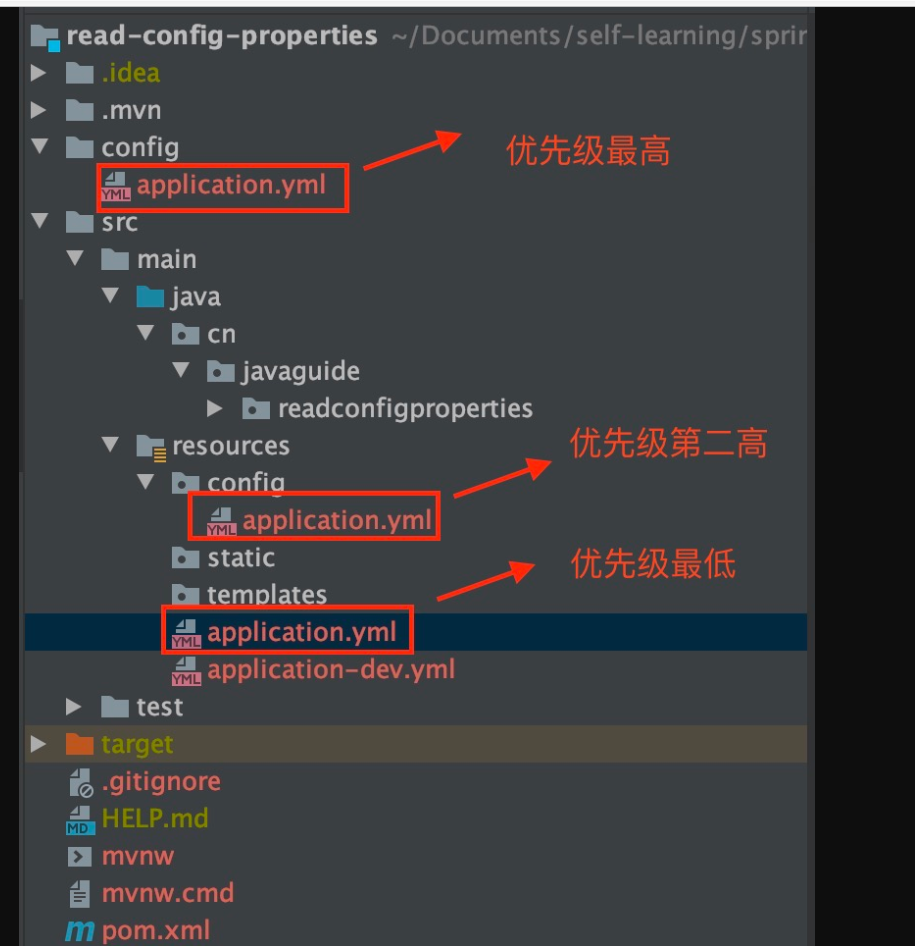 read-config-properties ~/Documents/self-learning/sprin
.idea
.mvn
config
优先级最高
YML application.yml
src
main
java
cn
javaguide
readconfigproperties
resources
优先级第二高
config
YML application.yml
static
优先级最低
templates
YML application.yml
YML application-dev.yml
test
target
.gitignore
MD HELP.md
mvnw
mvnw.cmd
m pom.xml